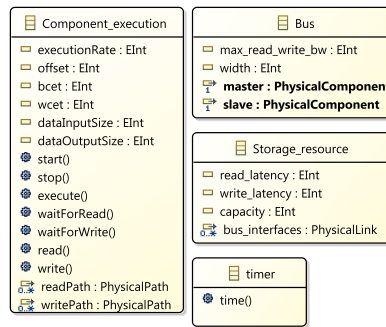 Component_execution
executionRate : EInt
offset : EInt
bcet : EInt
wcet : EInt
dataInputSize : EInt
dataOutputSize : EInt
start()
stop()
execute()
waitForRead()
waitForWrite()
read()
write()
0..* readPath : PhysicalPath
0..* writePath : PhysicalPath
Bus
max_read_write_bw : EInt
width : EInt
1 master : PhysicalComponen
1 slave : PhysicalComponent
Storage_resource
read_latency : EInt
write_latency : EInt
capacity : EInt
0..* bus_interfaces : PhysicalLink
timer
time()